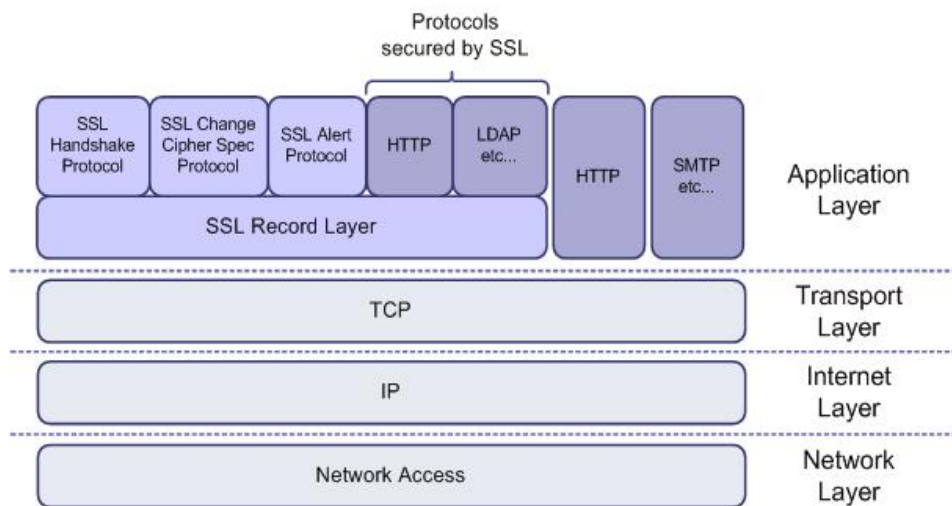 Protocols
secured by SSL
SSL
Handshake
Protocol
SSL Change
Cipher Spec
Protocol
SSL Alert
Protocol
HTTP
LDAP
etc...
HTTP
SMTP
etc...
Application
Layer
SSL Record Layer
TCP
Transport
Layer
IP
Internet
Layer
Network Access
Network
Layer